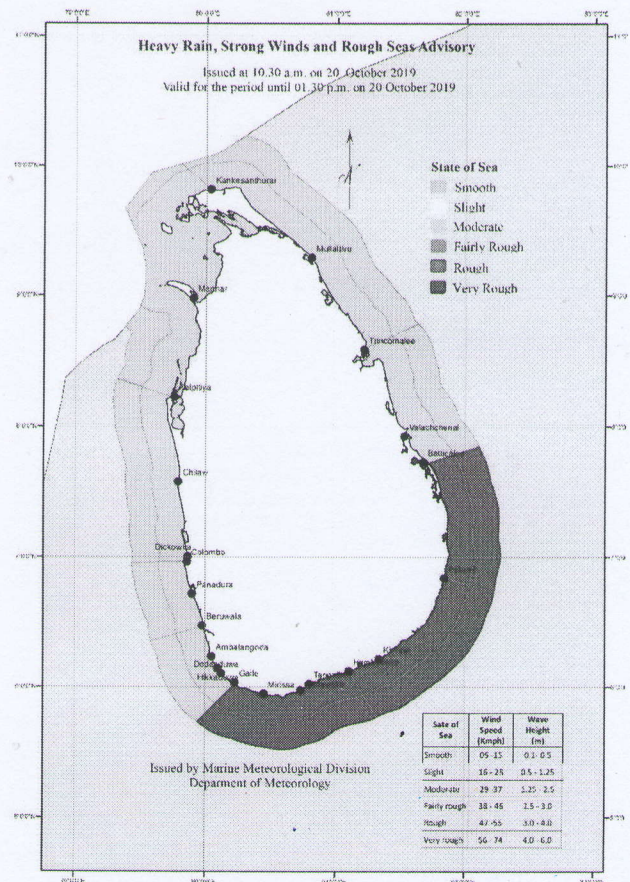 Heavy Rain, Strong Winds and Rough Seas Advisory
Issued at 10.30 a.m. on 20 October 2019
Valid for the period until 01.30 p.m. on 20 October 2019
State of Sea
Smooth
Slight
Moderate
Fairly Rough
Rough
Very Rough
Kankesanthurai
Mullaitivu
Mannar
Trincomalee
Kalpitiya
Valachchenai
Batticaloa
Chilaw
Dickowita
Colombo
Panadura
Beruwala
Ambalangoda
Hikkaduwa
Galle
Mirissa
Sate of Sea Wind Speed (Kmph) Wave Height (m)
Smooth 05 -15 0.1- 0.5
Slight 16 - 25 0.5 - 1.25
Moderate 29 -37 1.25 - 2.5
Fairly rough 38 - 46 2.5 - 3.0
Rough 47 -55 3.0 - 4.0
Very rough 56 - 74 4.0 - 6.0
Issued by Marine Meteorological Division
Deparment of Meteorology